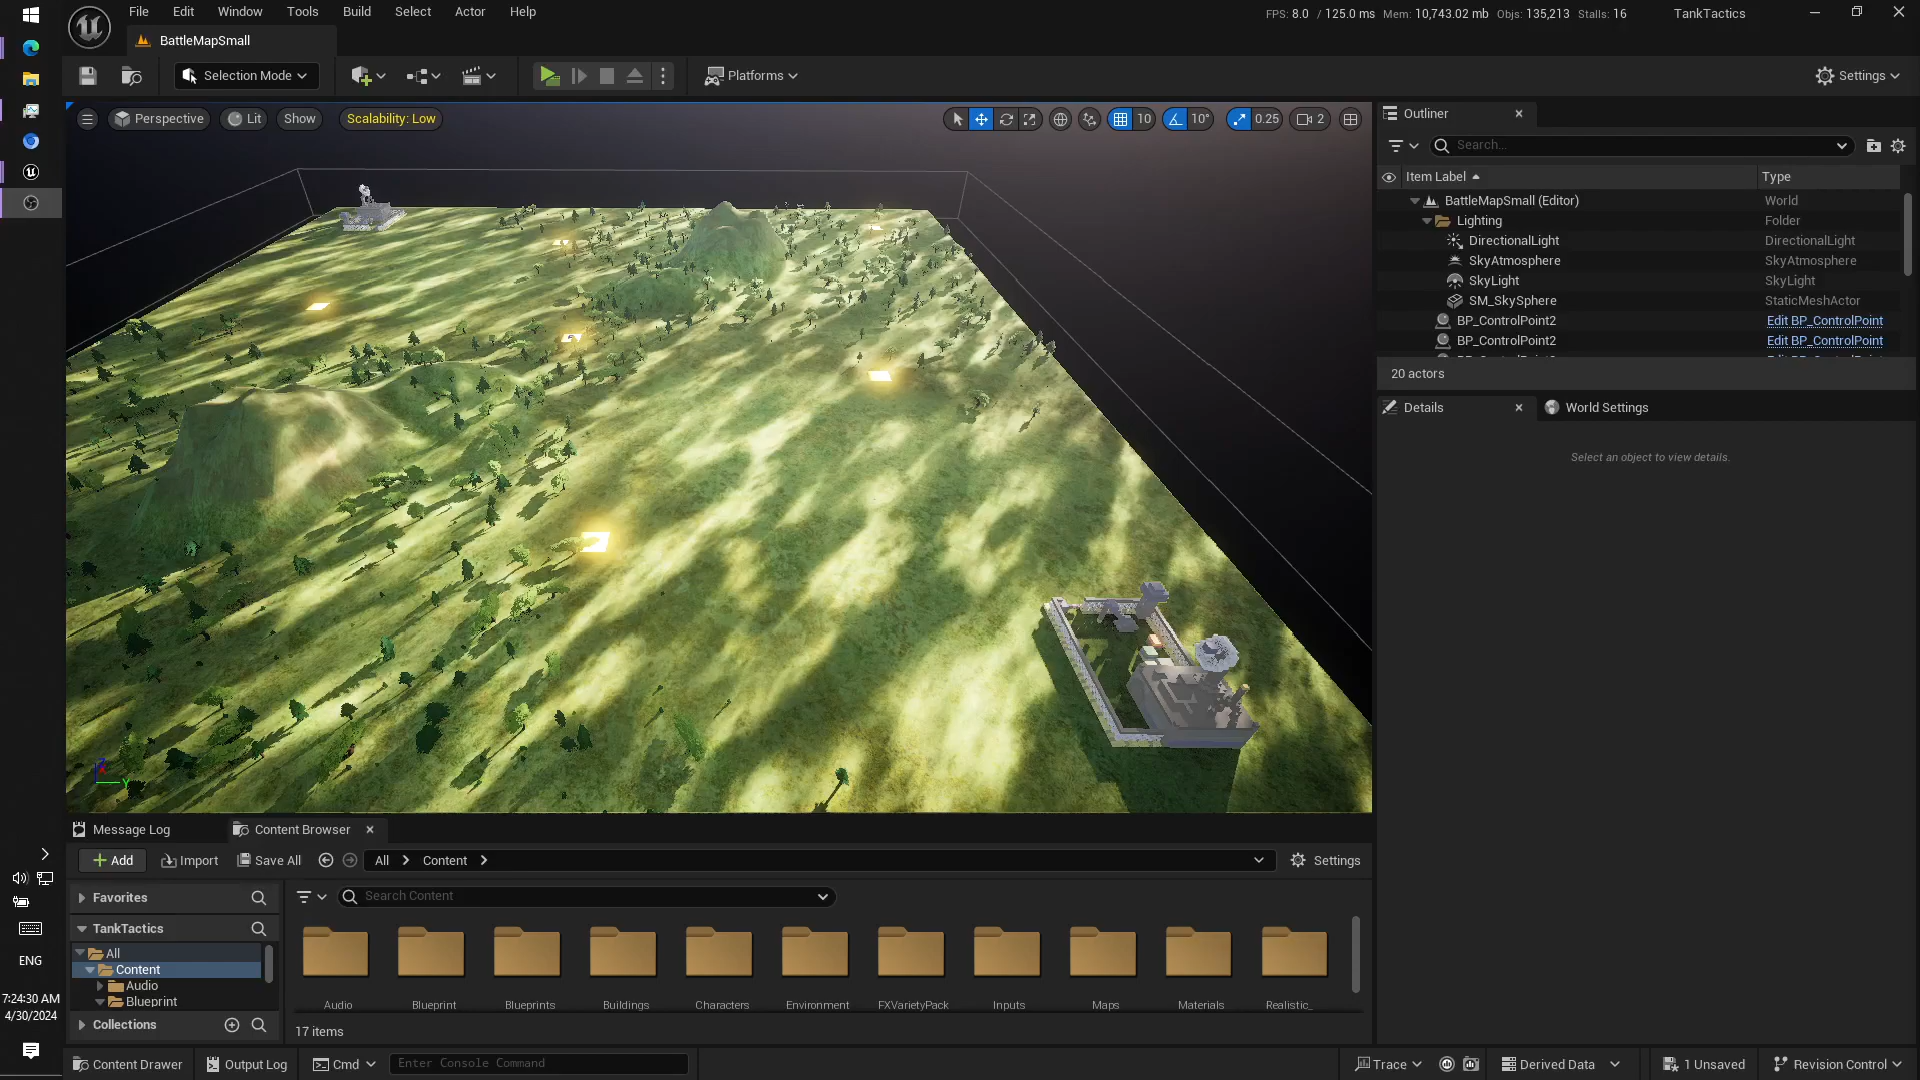 File Edit Window Tools Build Select Actor Help
FPS: 8.0 / 125.0 ms Mem: 10,743.02 mb Objs: 135,213 Stalls: 16
TankTactics
BattleMapSmall
Selection Mode
Platforms
Settings
Perspective Lit Show Scalability: Low
10 10° 0.25 2
Outliner
Search...
Item Label Type
BattleMapSmall (Editor) World
Lighting Folder
DirectionalLight DirectionalLight
SkyAtmosphere SkyAtmosphere
SkyLight SkyLight
SM_SkySphere StaticMeshActor
BP_ControlPoint2 Edit BP_ControlPoint
BP_ControlPoint2 Edit BP_ControlPoint
20 actors
Details World Settings
Select an object to view details.
Message Log Content Browser
Add Import Save All All Content Settings
Favorites
Search Content
TankTactics
All
Content
Audio
Blueprint
Collections
Audio Blueprint Blueprints Buildings Characters Environment FXVarietyPack Inputs Maps Materials Realistic_
17 items
ENG
7:24:30 AM
4/30/2024
Content Drawer Output Log Cmd Enter Console Command
Trace Derived Data 1 Unsaved Revision Control